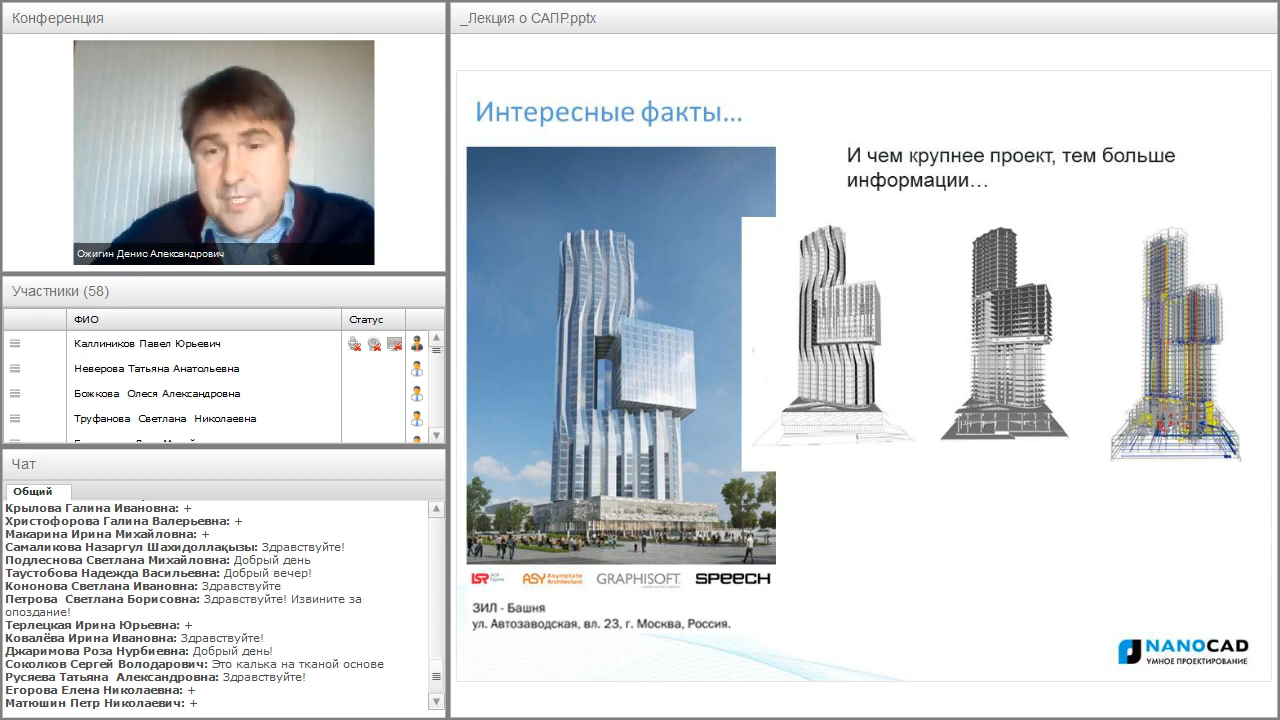 Конференция
Ожигин Денис Александрович
Участники (58)
ФИО
Статус
Каллиников Павел Юрьевич
Неверова Татьяна Анатольевна
Божкова Олеся Александровна
Труфанова Светлана Николаевна
Чат
Общий
Крылова Галина Ивановна: +
Христофорова Галина Валерьевна: +
Макарина Ирина Михайловна: +
Самаликова Назаргул Шахидоллақызы: Здравствуйте!
Подлеснова Светлана Михайловна: Добрый день
Таустобова Надежда Васильевна: Добрый вечер!
Кононова Светлана Ивановна: Здравствуйте
Петрова Светлана Борисовна: Здравствуйте! Извините за
опоздание!
Терлецкая Ирина Юрьевна: +
Ковалёва Ирина Ивановна: Здравствуйте!
Джаримова Роза Нурбиевна: Добрый день!
Соколков Сергей Володарович: Это калька на тканой основе
Русяева Татьяна Александровна: Здравствуйте!
Егорова Елена Николаевна: +
Матюшин Петр Николаевич: +
_Лекция о САПР.pptx
Интересные факты...
И чем крупнее проект, тем больше
информации...
LSR
ASY Asymptote Architecture
GRAPHISOFT.
SPEECH
ЗИЛ - Башня
ул. Автозаводская, вл. 23, г. Москва, Россия.
NANOCAD
УМНОЕ ПРОЕКТИРОВАНИЕ